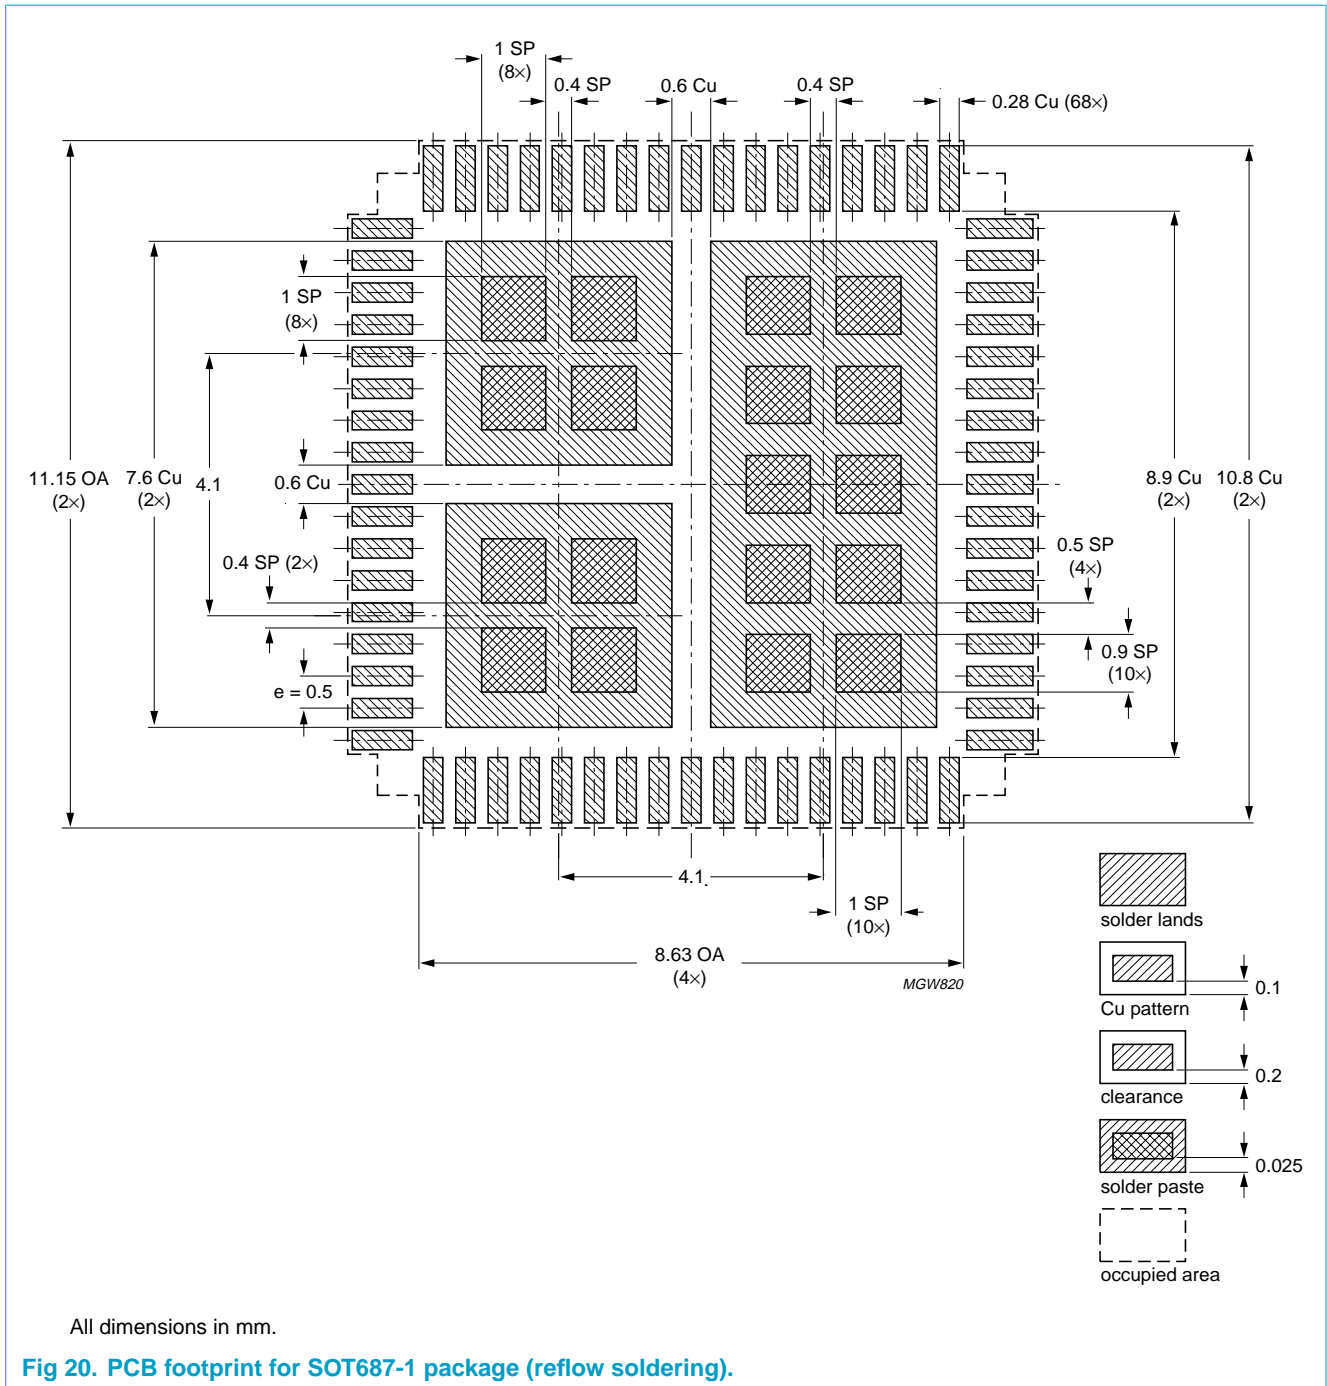 1 SP
(8×)
0.4 SP
0.6 Cu
0.4 SP
0.28 Cu (68×)
1 SP
(8×)
11.15 OA
(2×)
7.6 Cu
(2×)
4.1
0.6 Cu
8.9 Cu
(2×)
10.8 Cu
(2×)
0.4 SP (2×)
0.5 SP
(4×)
0.9 SP
(10×)
e = 0.5
4.1
1 SP
(10×)
8.63 OA
(4×)
MGW820
solder lands
0.1
Cu pattern
0.2
clearance
0.025
solder paste
occupied area
All dimensions in mm.
Fig 20. PCB footprint for SOT687-1 package (reflow soldering).